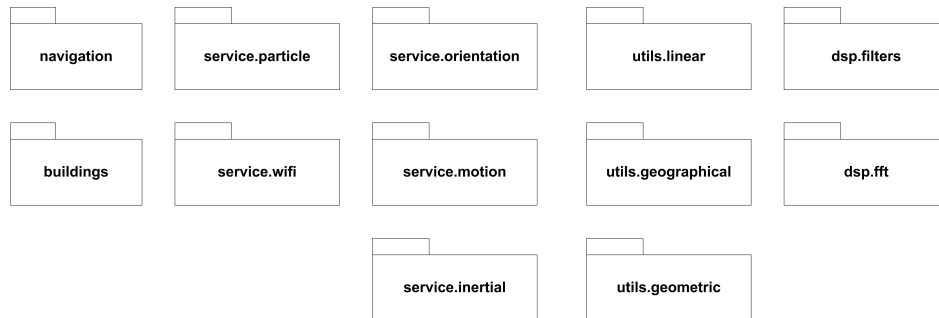 navigation
service.particle
service.orientation
utils.linear
dsp.filters
buildings
service.wifi
service.motion
utils.geographical
dsp.fft
service.inertial
utils.geometric